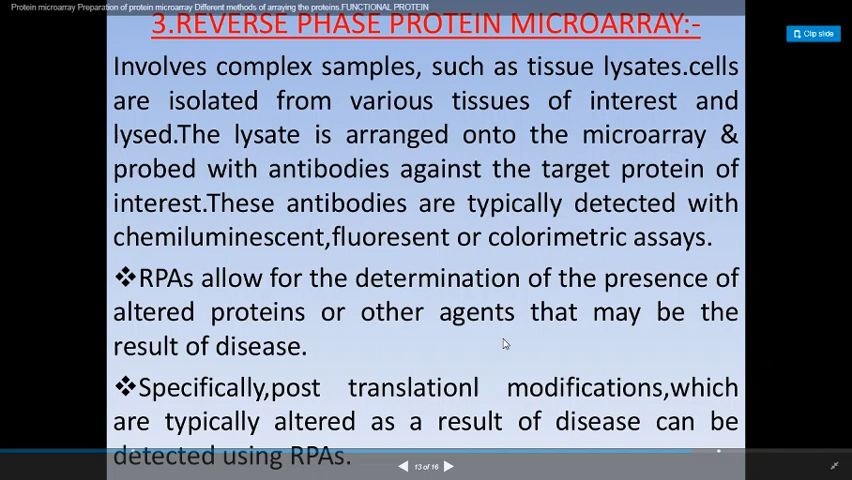 Protein microarray Preparation of protein microarray Different methods of arraying the proteins.FUNCTIONAL PROTEIN
3.REVERSE PHASE PROTEIN MICROARRAY:-
Clip slide
Involves complex samples, such as tissue lysates.cells
are isolated from various tissues of interest and
lysed.The lysate is arranged onto the microarray &
probed with antibodies against the target protein of
interest.These antibodies are typically detected with
chemiluminescent,fluoresent or colorimetric assays.
❖RPAs allow for the determination of the presence of
altered proteins or other agents that may be the
result of disease.
❖Specifically,post translationl modifications,which
are typically altered as a result of disease can be
detected using RPAs.
13 of 16